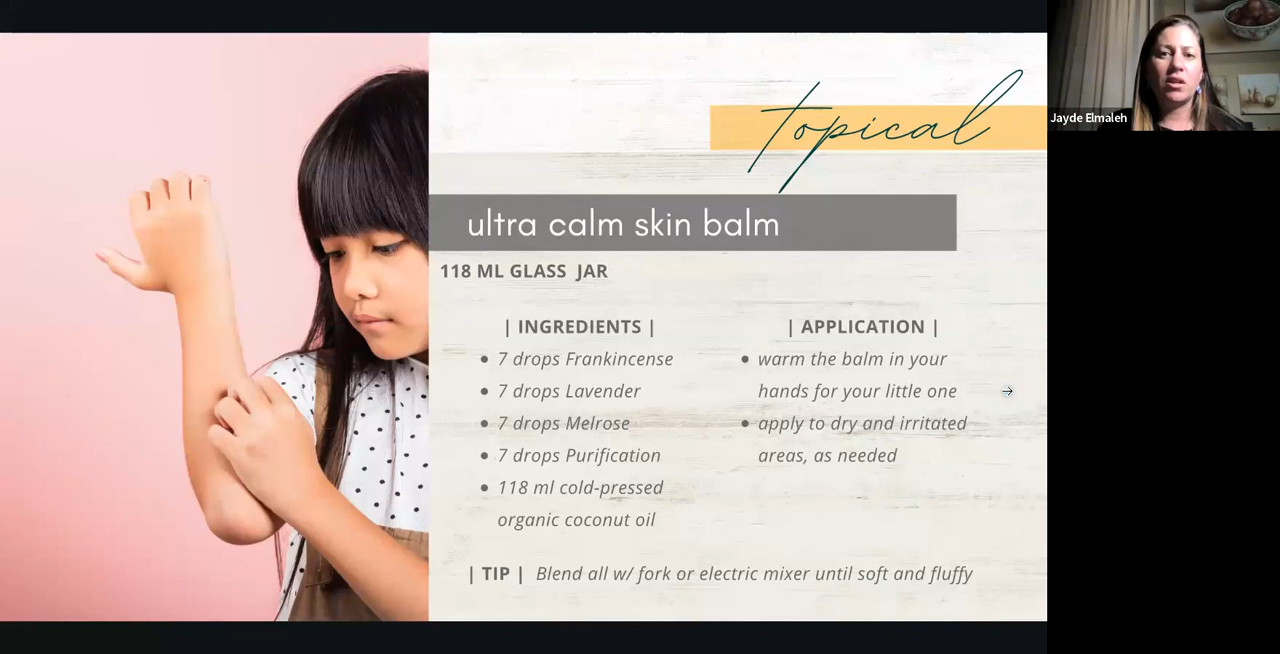 topical
Jayde Elmaleh
ultra calm skin balm
118 ML GLASS JAR
| INGREDIENTS |
• 7 drops Frankincense
• 7 drops Lavender
• 7 drops Melrose
• 7 drops Purification
• 118 ml cold-pressed
organic coconut oil
| APPLICATION |
• warm the balm in your
hands for your little one
• apply to dry and irritated
areas, as needed
| TIP | Blend all w/ fork or electric mixer until soft and fluffy